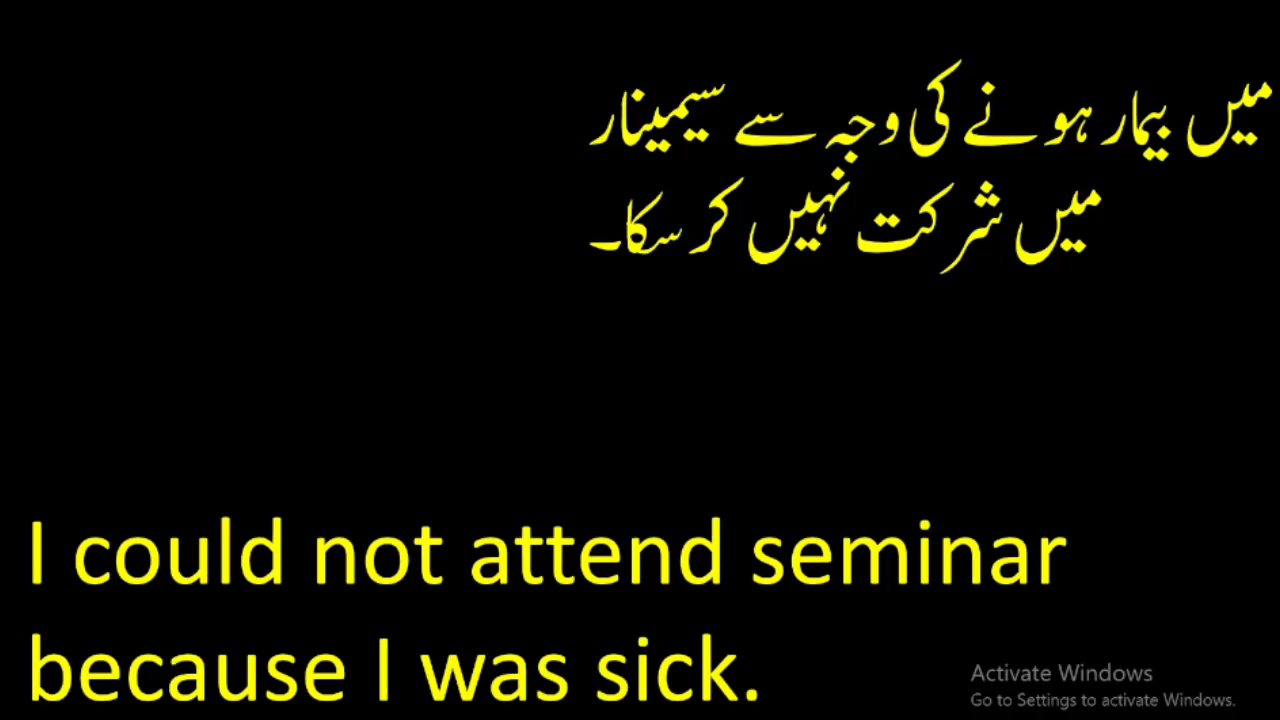 میں بیمار ہونے کی وجہ سے سیمینار
میں شرکت نہیں کر سکا۔
I could not attend seminar
because I was sick.
Activate Windows
Go to Settings to activate Windows.